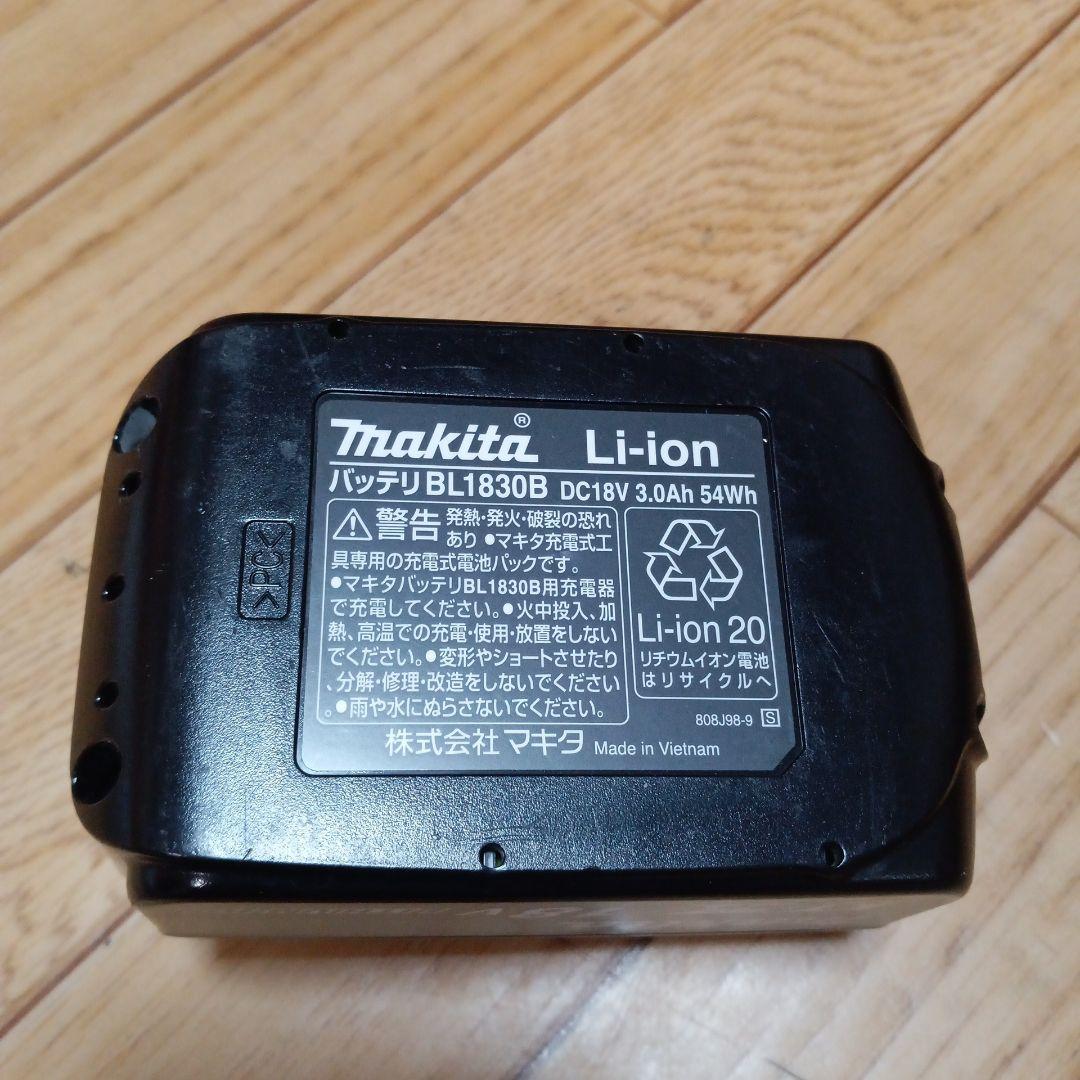 makita® Li-ion
バッテリBL1830B DC18V 3.0Ah 54Wh
警告 発熱・発火・破裂の恐れ
あり ●マキタ充電式工
具専用の充電式電池パックです。
●マキタバッテリBL1830B用充電器
で充電してください。●火中投入、加
熱、高温での充電・使用・放置をしない
でください。●変形やショートさせたり
、分解・修理・改造をしないでください
。●雨や水にぬらさないでください。
Li-ion 20
リチウムイオン電池
はリサイクルへ
808J98-9 S
株式会社マキタ Made in Vietnam
>PC<